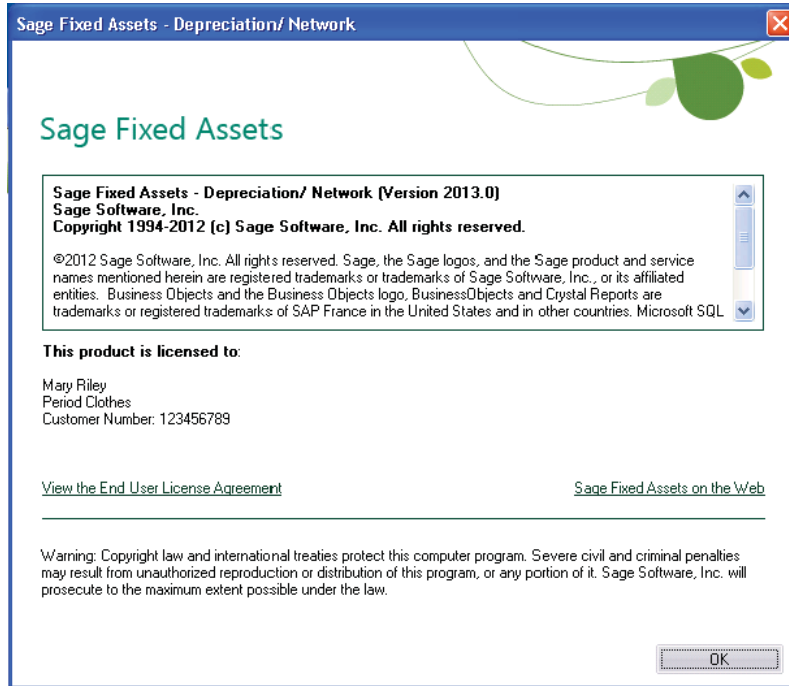 Sage Fixed Assets - Depreciation/ Network
Sage Fixed Assets
Sage Fixed Assets - Depreciation/ Network (Version 2013.0)
Sage Software, Inc.
Copyright 1994-2012 (c) Sage Software, Inc. All rights reserved.
©2012 Sage Software, Inc. All rights reserved. Sage, the Sage logos, and the Sage product and service
names mentioned herein are registered trademarks or trademarks of Sage Software, Inc., or its affiliated
entities. Business Objects and the Business Objects logo, BusinessObjects and Crystal Reports are
trademarks or registered trademarks of SAP France in the United States and in other countries. Microsoft SQL
This product is licensed to:
Mary Riley
Period Clothes
Customer Number: 123456789
View the End User License Agreement
Sage Fixed Assets on the Web
Warning: Copyright law and international treaties protect this computer program. Severe civil and criminal penalties
may result from unauthorized reproduction or distribution of this program, or any portion of it. Sage Software, Inc. will
prosecute to the maximum extent possible under the law.
OK